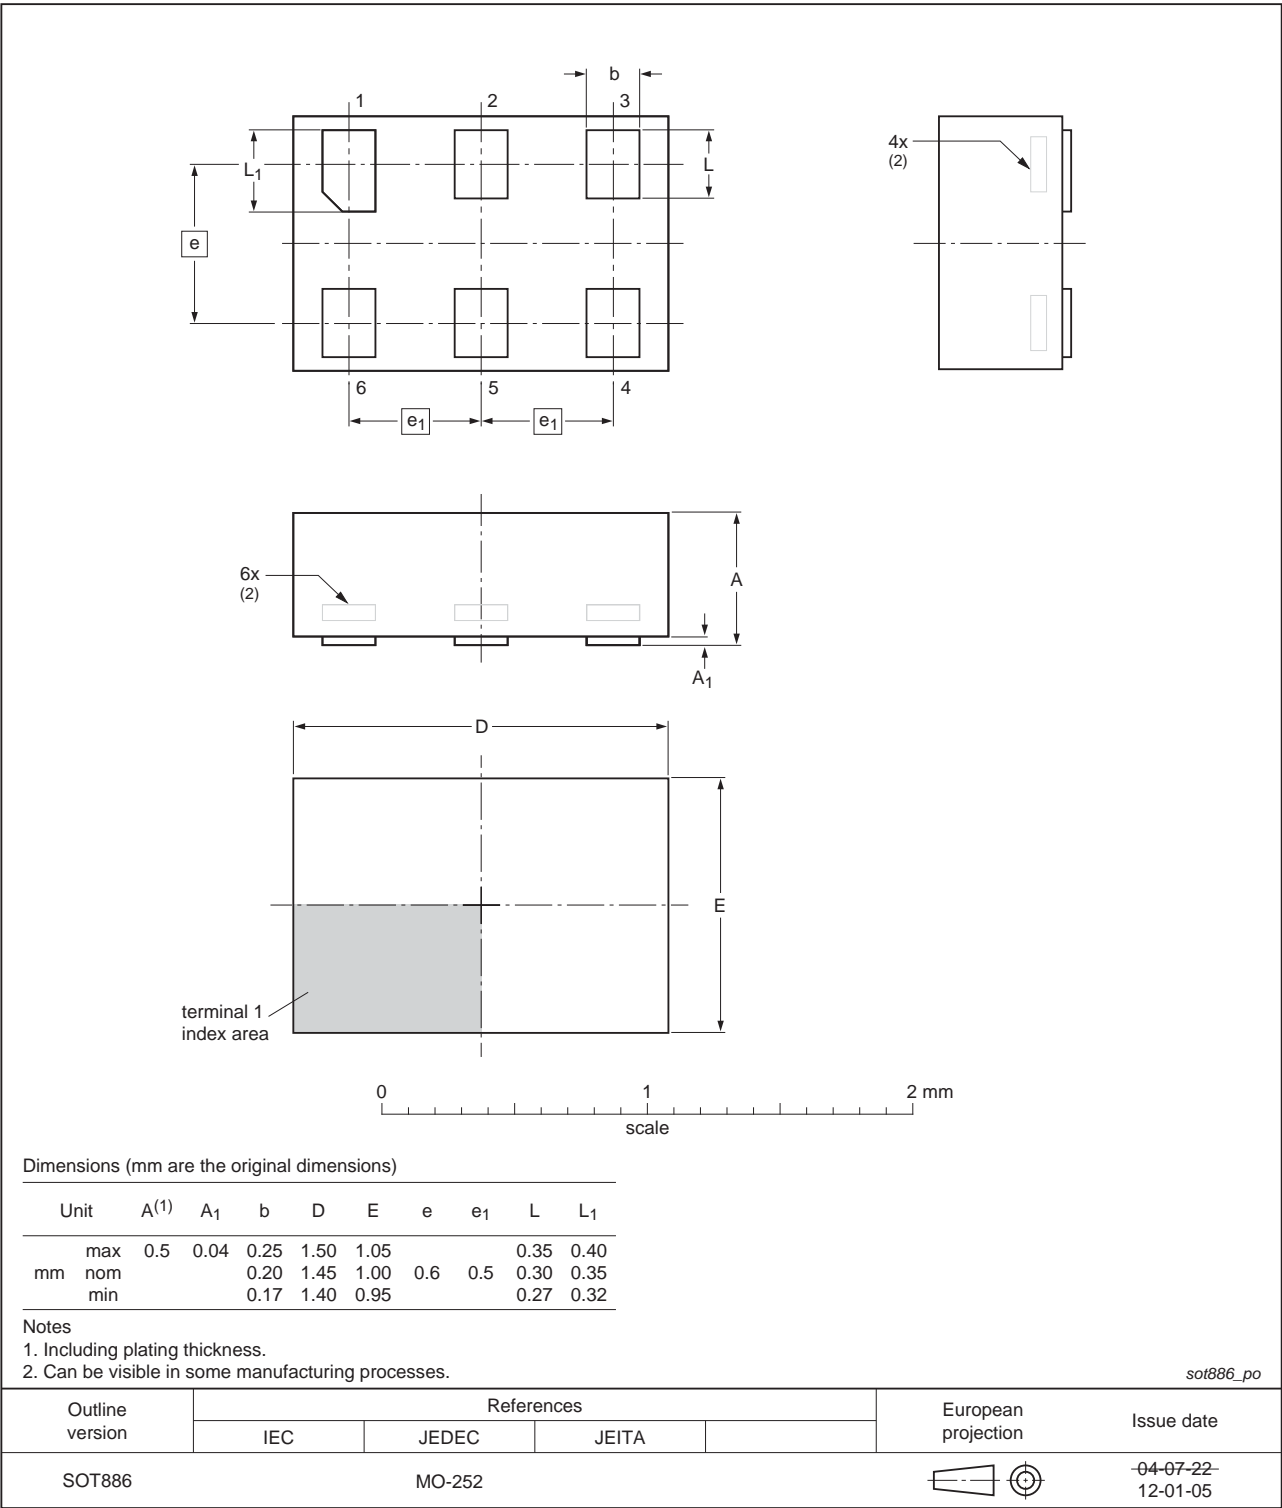 b
1 2 3
4x
(2)
L1
L
e
6 5 4
e1 e1
6x
(2)
A
A1
D
E
terminal 1
index area
0 1 2 mm
scale
Dimensions (mm are the original dimensions)
Unit A(1) A1 b D E e e1 L L1
max 0.5 0.04 0.25 1.50 1.05 0.35 0.40
mm nom 0.20 1.45 1.00 0.6 0.5 0.30 0.35
min 0.17 1.40 0.95 0.27 0.32
Notes
1. Including plating thickness.
2. Can be visible in some manufacturing processes.
sot886_po
Outline
version
References
IEC JEDEC JEITA
European
projection
Issue date
SOT886 MO-252
04-07-22
12-01-05